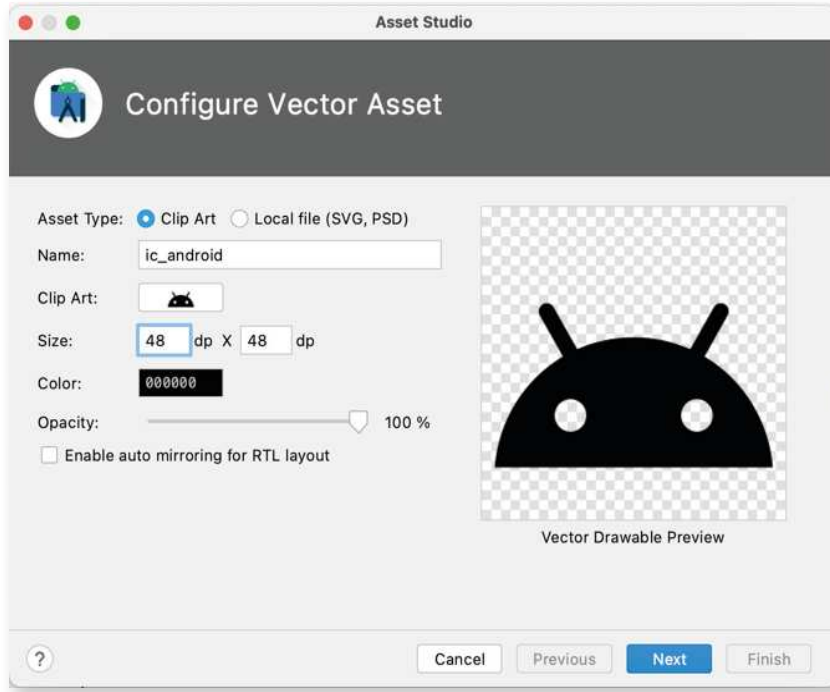 Asset Studio
Configure Vector Asset
Asset Type: Clip Art Local file (SVG, PSD)
Name: ic_android
Clip Art:
Size: 48 dp X 48 dp
Color: 000000
Opacity: 100 %
Enable auto mirroring for RTL layout
Vector Drawable Preview
? Cancel Previous Next Finish